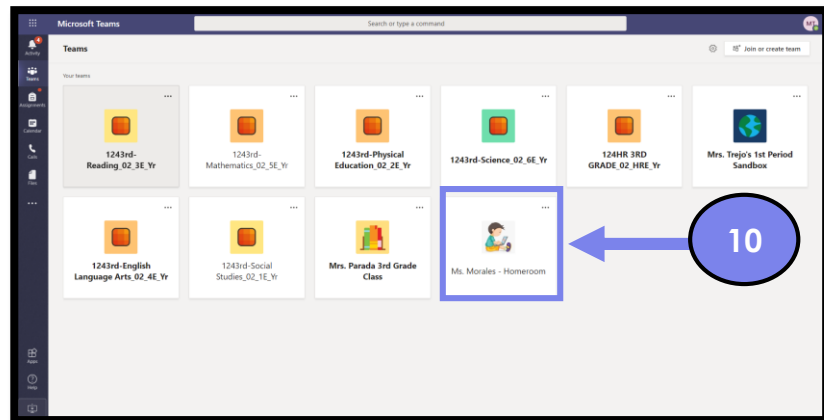 Microsoft Teams
Search or type a command
MT
4
Activity
Teams
Join or create team
Teams
Your teams
Assignments
Calendar
Calls
Files
1243rd-
Reading_02_3E_Yr
1243rd-
Mathematics_02_5E_Yr
1243rd-Physical
Education_02_2E_Yr
1243rd-Science_02_6E_Yr
124HR 3RD
GRADE_02_HRE_Yr
Mrs. Trejo's 1st Period
Sandbox
1243rd-English
Language Arts_02_4E_Yr
1243rd-Social
Studies_02_1E_Yr
Mrs. Parada 3rd Grade
Class
Ms. Morales - Homeroom
10
Apps
Help